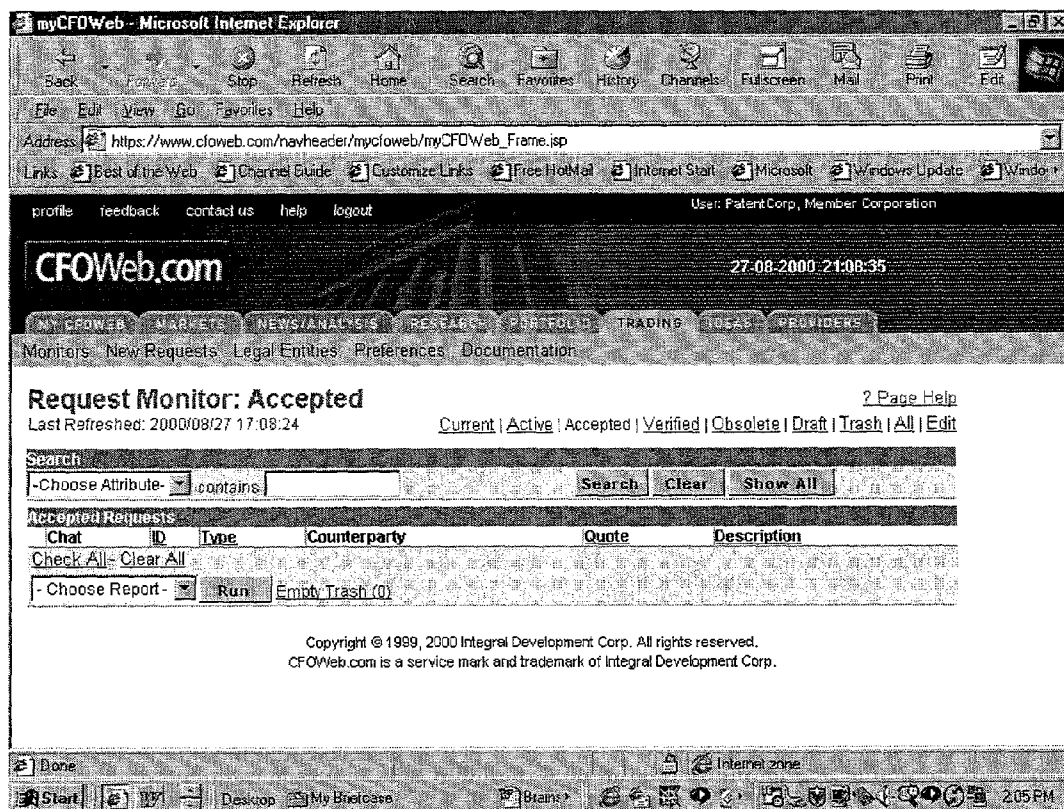 myCFOWeb - Microsoft Internet Explorer
Back Forward Stop Refresh Home Search Favorites History Channels Fullscreen Mail Print Edit
File Edit View Go Favorites Help
Address https://www.cfoweb.com/navheader/mycfoweb/myCFOWeb_Frame.jsp
Links Best of the Web Channel Guide Customize Links Free HotMail Internet Start Microsoft Windows Update Window
profile feedback contact us help logout User: PatentCorp, Member Corporation
CFOWeb.com 27-08-2000 21:08:35
MY CFOWEB MARKETS NEWS/ANALYSIS RESEARCH PORTFOLIO TRADING IDEAS PROVIDERS
Monitors New Requests Legal Entities Preferences Documentation
Request Monitor: Accepted ? Page Help
Last Refreshed: 2000/08/27 17:08:24 Current | Active | Accepted | Verified | Obsolete | Draft | Trash | All | Edit
Search
-Choose Attribute- contains Search Clear Show All
Accepted Requests
Chat ID Type Counterparty Quote Description
Check All - Clear All
- Choose Report - Run Empty Trash (0)
Copyright © 1999, 2000 Integral Development Corp. All rights reserved.
CFOWeb.com is a service mark and trademark of Integral Development Corp.
Done Internet zone
Start Desktop My Briefcase 2:05 PM